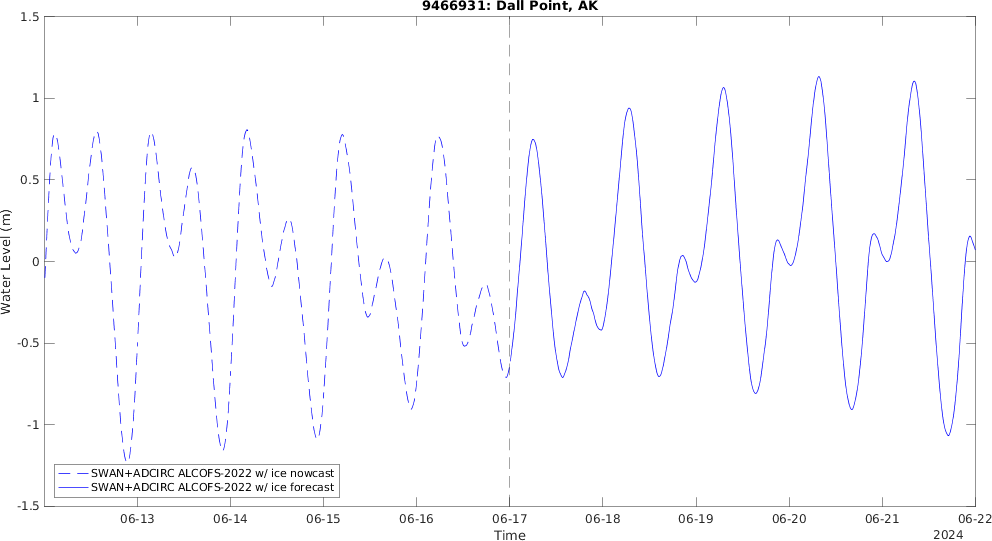 9466931: Dall Point, AK
1.5
1
0.5
0
-0.5
-1
-1.5
Water Level (m)
SWAN+ADCIRC ALCOFS-2022 w/ ice nowcast
SWAN+ADCIRC ALCOFS-2022 w/ ice forecast
06-13 06-14 06-15 06-16 06-17 06-18 06-19 06-20 06-21 06-22
Time
2024